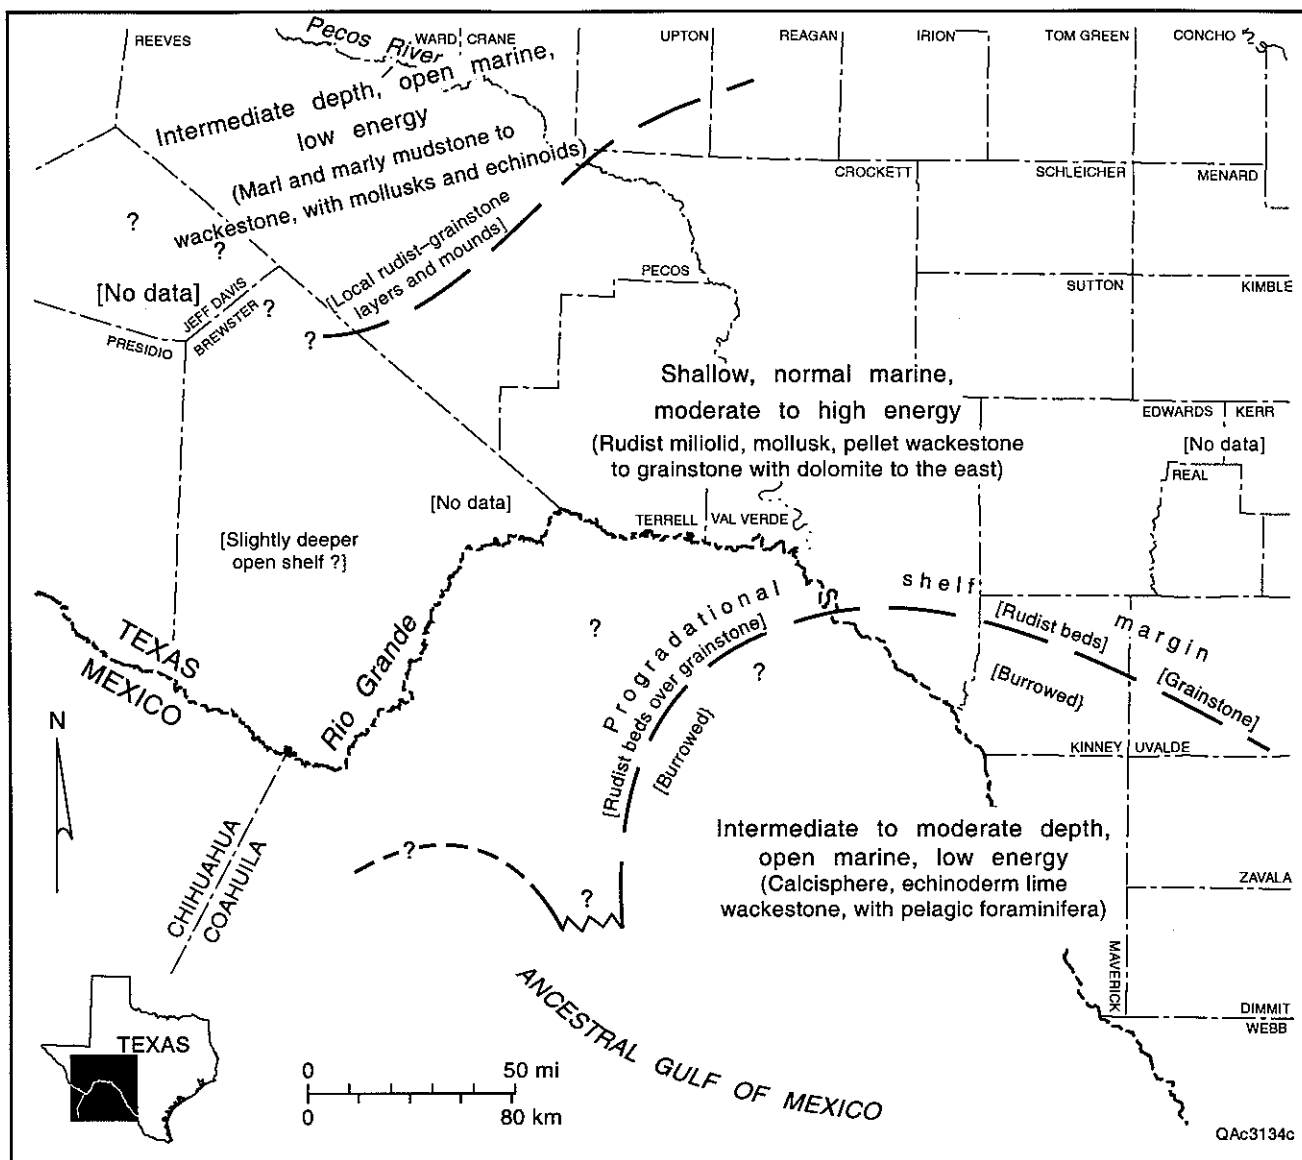 REEVES
Pecos River
WARD
CRANE
UPTON
REAGAN
IRION
TOM GREEN
CONCHO
Intermediate depth, open marine,
low energy
(Marl and marly mudstone to
wackestone, with mollusks and echinoids)
CROCKETT
SCHLEICHER
MENARD
?
?
[Local rudist–grainstone
layers and mounds]
PECOS
SUTTON
KIMBLE
[No data]
JEFF DAVIS
BREWSTER
?
?
PRESIDIO
Shallow, normal marine,
moderate to high energy
(Rudist miliolid, mollusk, pellet wackestone
to grainstone with dolomite to the east)
EDWARDS
KERR
[No data]
REAL
[No data]
TERRELL
VAL VERDE
[Slightly deeper
open shelf ?]
Progradational shelf margin
[Rudist beds over grainstone]
[Rudist beds]
[Grainstone]
?
?
[Burrowed}
[Burrowed}
TEXAS
MEXICO
Rio Grande
N
KINNEY
UVALDE
Intermediate to moderate depth,
open marine, low energy
(Calcisphere, echinoderm lime
wackestone, with pelagic foraminifera)
CHIHUAHUA
COAHUILA
?
?
ZAVALA
MAVERICK
DIMMIT
WEBB
ANCESTRAL GULF OF MEXICO
TEXAS
0 50 mi
0 80 km
QAc3134c